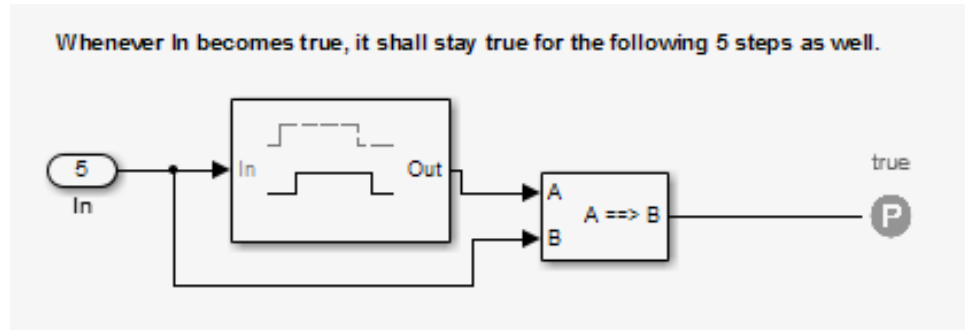 Whenever In becomes true, it shall stay true for the following 5 steps as well.
5
In
In
Out
A
A ==> B
B
true
P